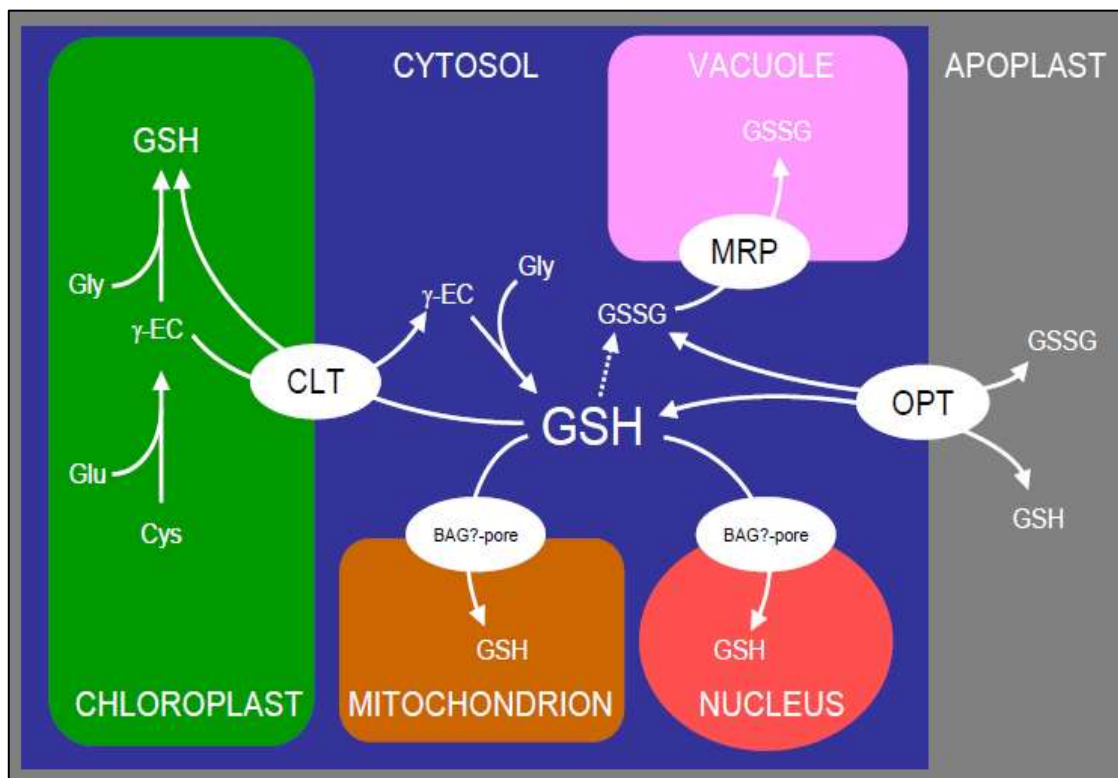 CYTOSOL
VACUOLE
APOPLAST
GSH
GSSG
MRP
Gly
γ-EC
Gly
γ-EC
GSSG
GSSG
CLT
OPT
GSH
Glu
Cys
BAG?-pore
BAG?-pore
GSH
GSH
GSH
CHLOROPLAST
MITOCHONDRION
NUCLEUS